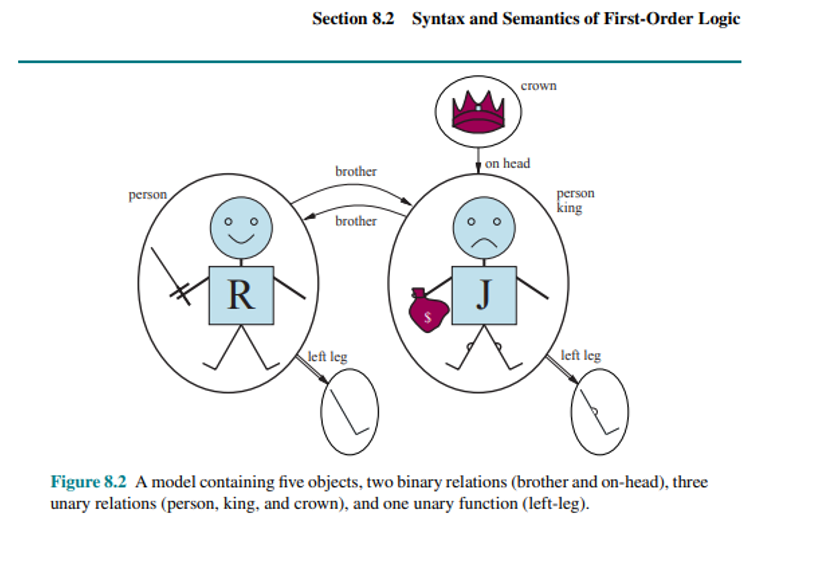 Section 8.2 Syntax and Semantics of First-Order Logic
crown
on head
brother
person
person
king
brother
R
J
$
left leg
left leg
Figure 8.2 A model containing five objects, two binary relations (brother and on-head), three
unary relations (person, king, and crown), and one unary function (left-leg).